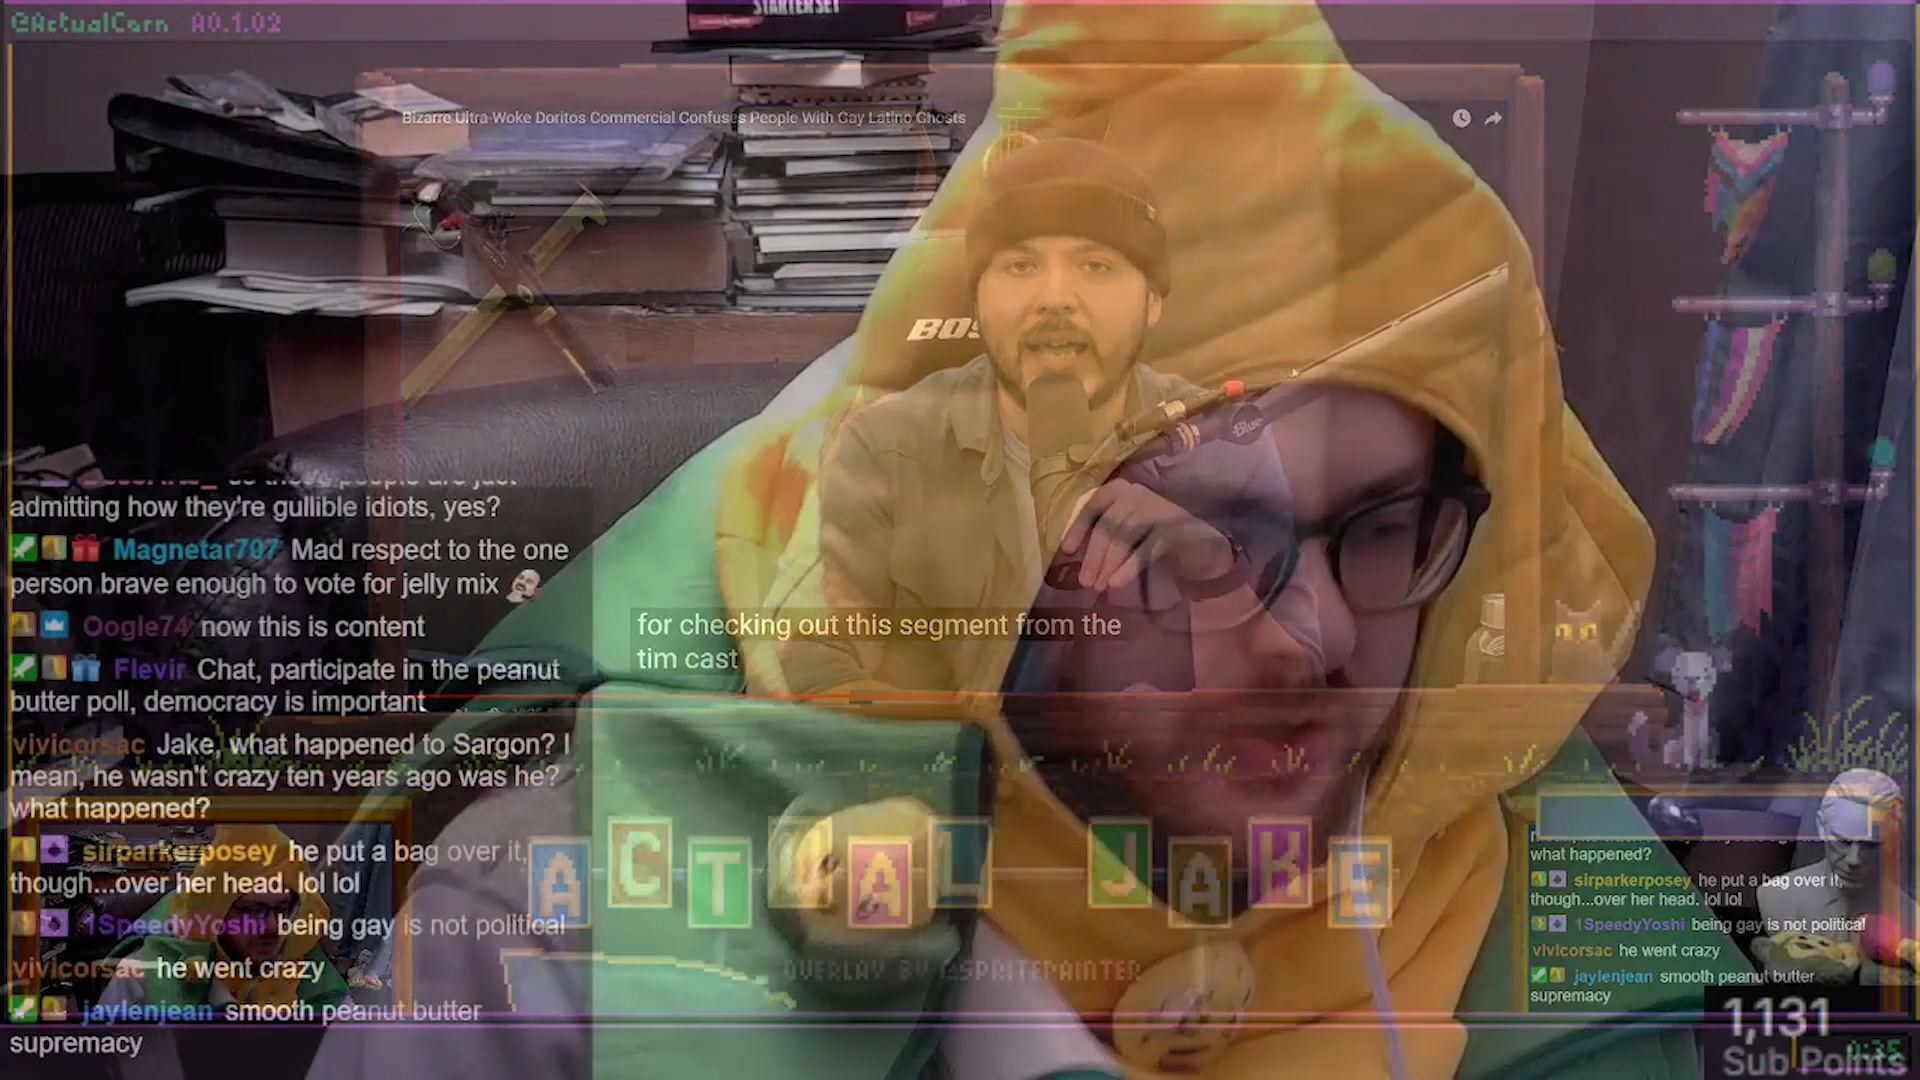 @ActualCorn A0.1.02
STARTER SET
Bizarre Ultra-Woke Doritos Commercial Confuses People With Gay Latino Ghosts
BOS
Blue
admitting how they're gullible idiots, yes?
Magnetar707 Mad respect to the one
person brave enough to vote for jelly mix
Oogle74 now this is content
Flevir Chat, participate in the peanut
butter poll, democracy is important
vivicorsac Jake, what happened to Sargon? I
mean, he wasn't crazy ten years ago was he?
what happened?
sirparkerposey he put a bag over it,
though...over her head. lol lol
1SpeedyYoshi being gay is not political
vivicorsac he went crazy
jaylenjean smooth peanut butter
supremacy
for checking out this segment from the
tim cast
ACTUAL JAKE
OVERLAY BY @SPRITEPAINTER
what happened?
sirparkerposey he put a bag over it,
though...over her head. lol lol
1SpeedyYoshi being gay is not political
vivicorsac he went crazy
jaylenjean smooth peanut butter
supremacy
1,131
Sub Points